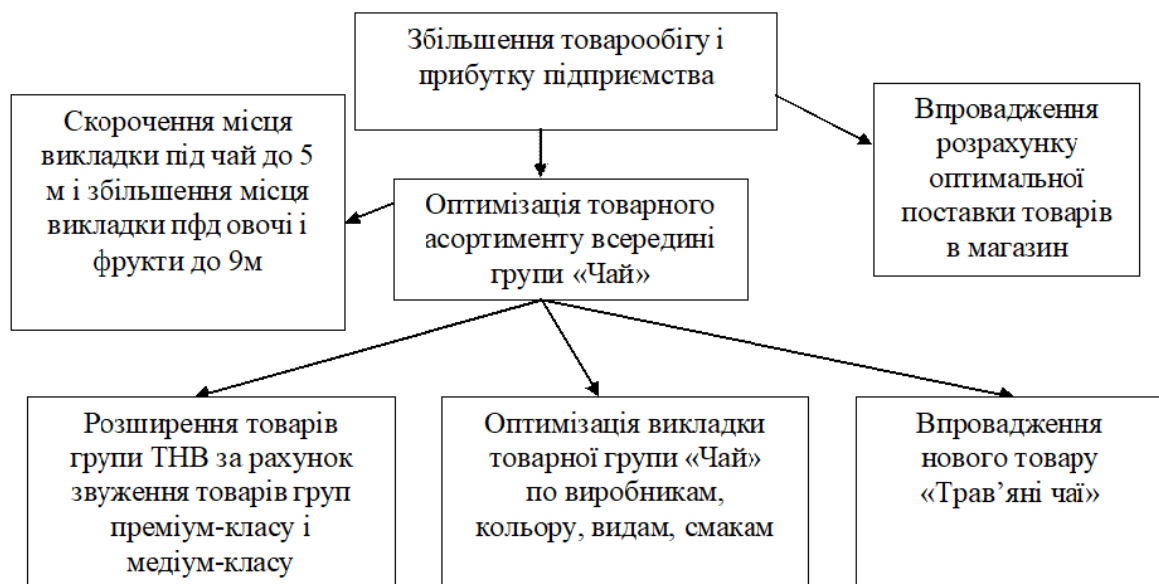 Збільшення товарообігу і
прибутку підприємства
Скорочення місця
викладки під чай до 5
м і збільшення місця
викладки пфд овочі і
фрукти до 9м
Впровадження
розрахунку
оптимальної
поставки товарів
в магазин
Оптимізація товарного
асортименту всередині
групи «Чай»
Розширення товарів
групи ТНВ за рахунок
звуження товарів груп
преміум-класу і
медіум-класу
Оптимізація викладки
товарної групи «Чай»
по виробникам,
кольору, видам, смакам
Впровадження
нового товару
«Трав’яні чаї»